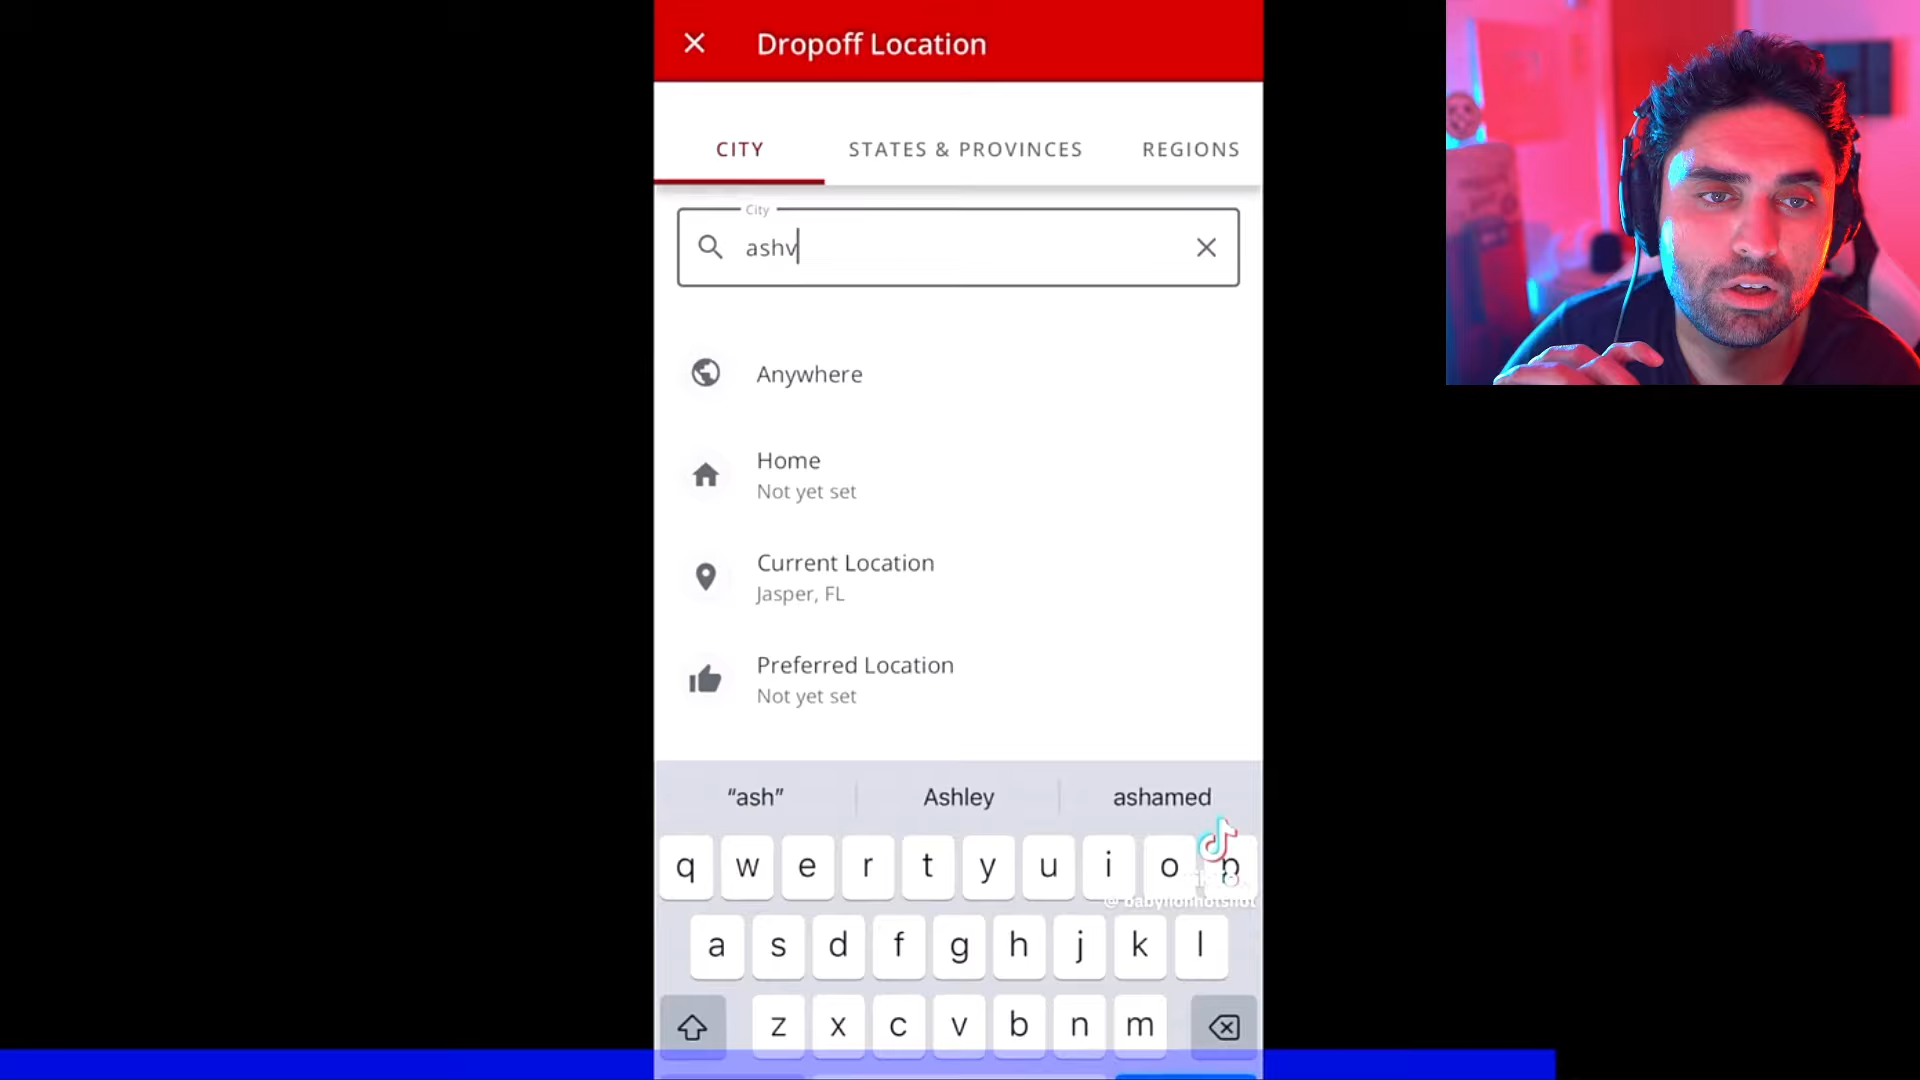 Dropoff Location
CITY
STATES & PROVINCES
REGIONS
City
ashv
Anywhere
Home
Not yet set
Current Location
Jasper, FL
Preferred Location
Not yet set
“ash”
Ashley
ashamed
q w e r t y u i o p
@babylionhotshot
a s d f g h j k l
z x c v b n m